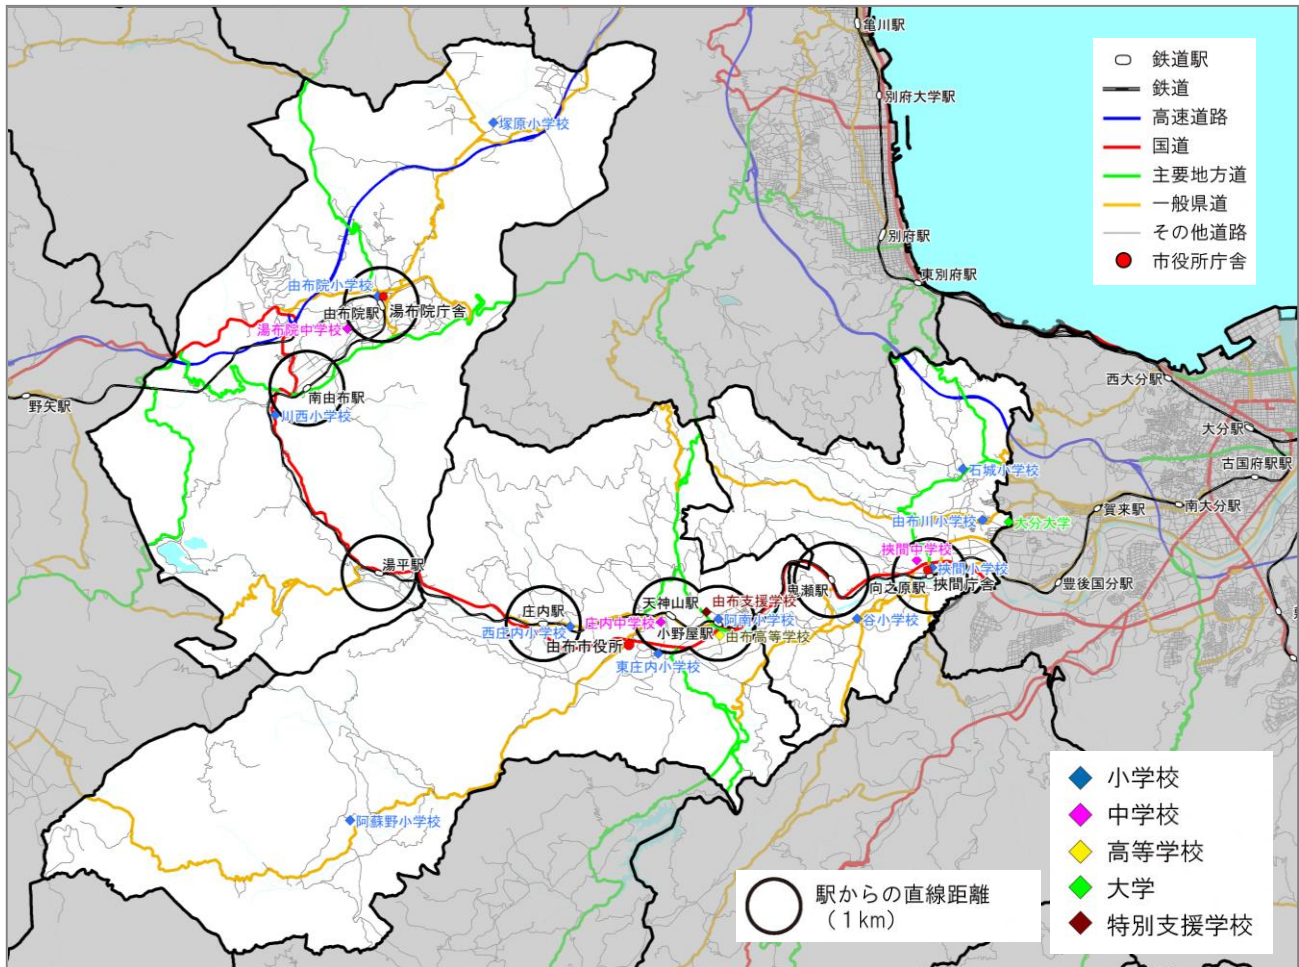 亀川駅
別府大学駅
別府駅
東別府駅
西大分駅
大分駅
古国府駅
南大分駅
賀来駅
豊後国分駅
鉄道駅
鉄道
高速道路
国道
主要地方道
一般県道
その他道路
市役所庁舎
塚原小学校
由布院小学校
由布院駅
湯布院庁舎
湯布院中学校
野矢駅
南由布駅
川西小学校
石城小学校
由布川小学校
大分大学
挾間中学校
挾間小学校
湯平駅
鬼瀬駅
向之原駅
挾間庁舎
天神山駅
由布支援学校
庄内駅
庄内中学校
阿南小学校
谷小学校
西庄内小学校
小野屋駅
由布高等学校
由布市役所
東庄内小学校
阿蘇野小学校
小学校
中学校
高等学校
大学
特別支援学校
駅からの直線距離
(1km)